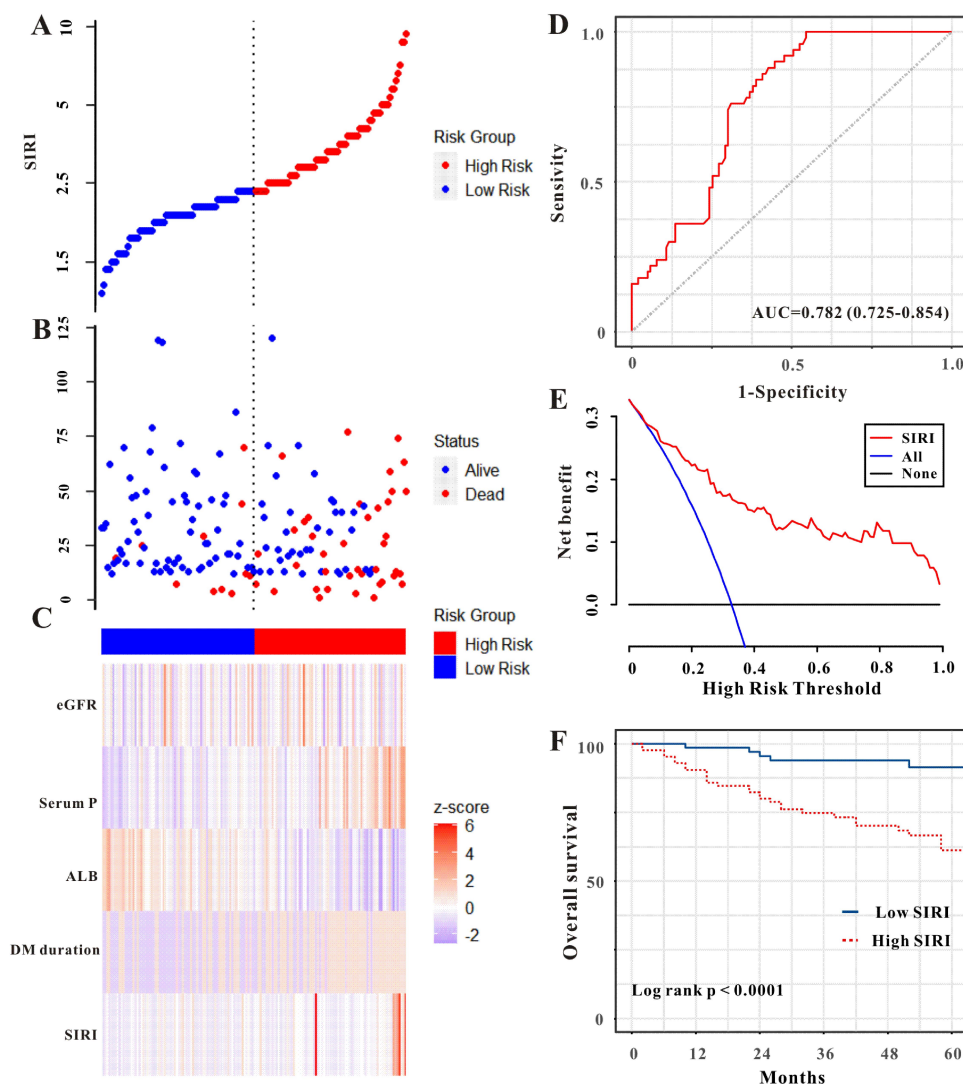 A
10
5
2.5
1.5
SIRI
Risk Group
High Risk
Low Risk
B
125
100
75
50
25
0
Status
Alive
Dead
C
Risk Group
High Risk
Low Risk
eGFR
Serum P
ALB
DM duration
SIRI
z-score
6
4
2
0
-2
D
1.0
0.5
0
Sensivity
AUC=0.782 (0.725-0.854)
0
0.5
1.0
1-Specificity
E
0.3
0.2
0.1
0.0
Net benefit
SIRI
All
None
0
0.2
0.4
0.6
0.8
1.0
High Risk Threshold
F
100
50
0
Overall survival
Low SIRI
High SIRI
Log rank p < 0.0001
0
12
24
36
48
60
Months